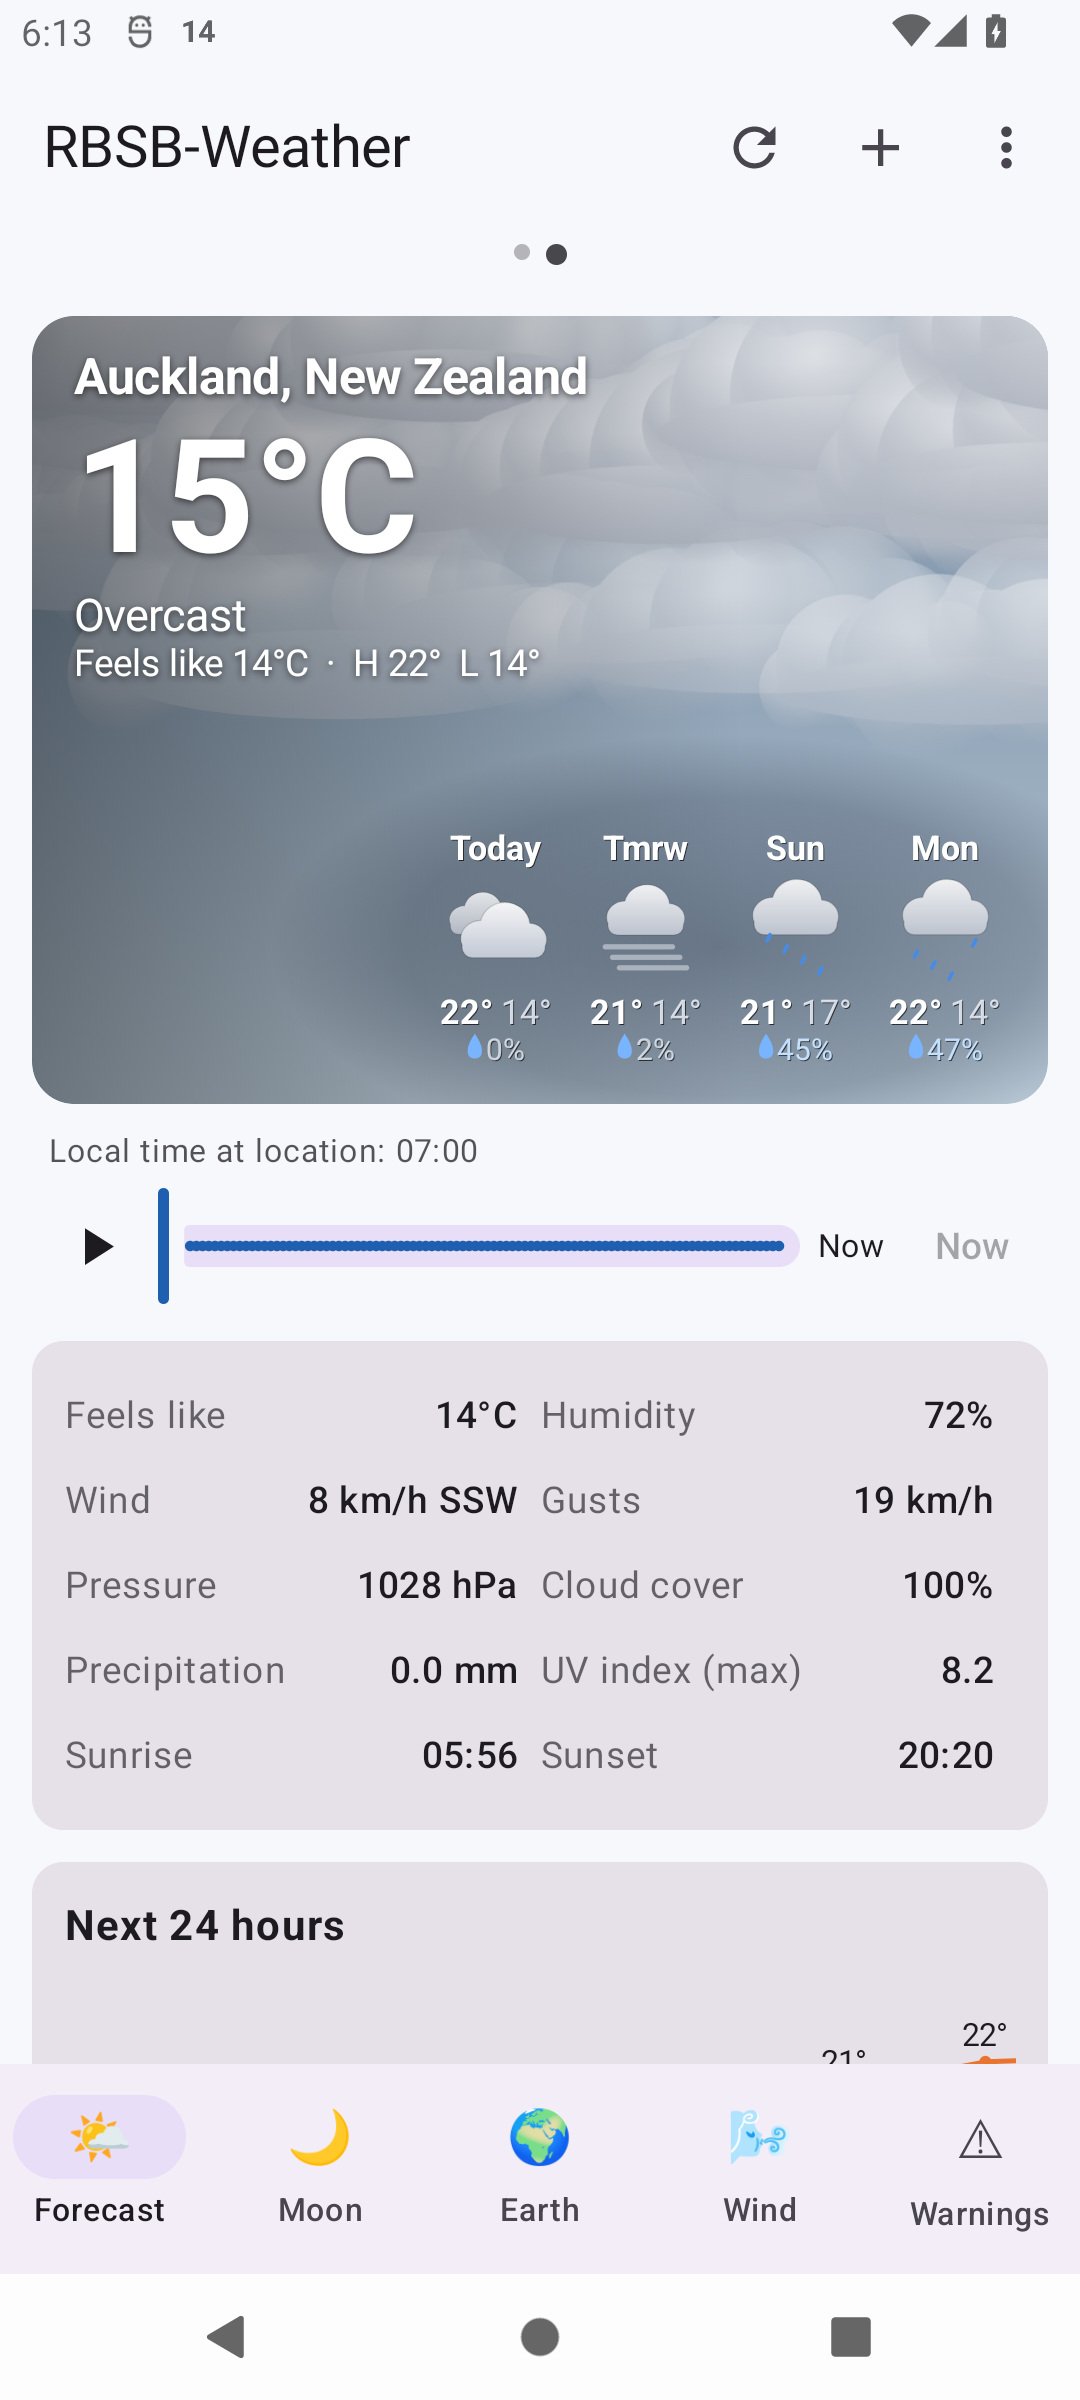 6:13 14
RBSB-Weather
Auckland, New Zealand
15°C
Overcast
Feels like 14°C · H 22° L 14°
Today Tmrw Sun Mon
22° 14° 21° 14° 21° 17° 22° 14°
0% 2% 45% 47%
Local time at location: 07:00
Now Now
Feels like 14°C Humidity 72%
Wind 8 km/h SSW Gusts 19 km/h
Pressure 1028 hPa Cloud cover 100%
Precipitation 0.0 mm UV index (max) 8.2
Sunrise 05:56 Sunset 20:20
Next 24 hours
22°
21°
Forecast Moon Earth Wind Warnings